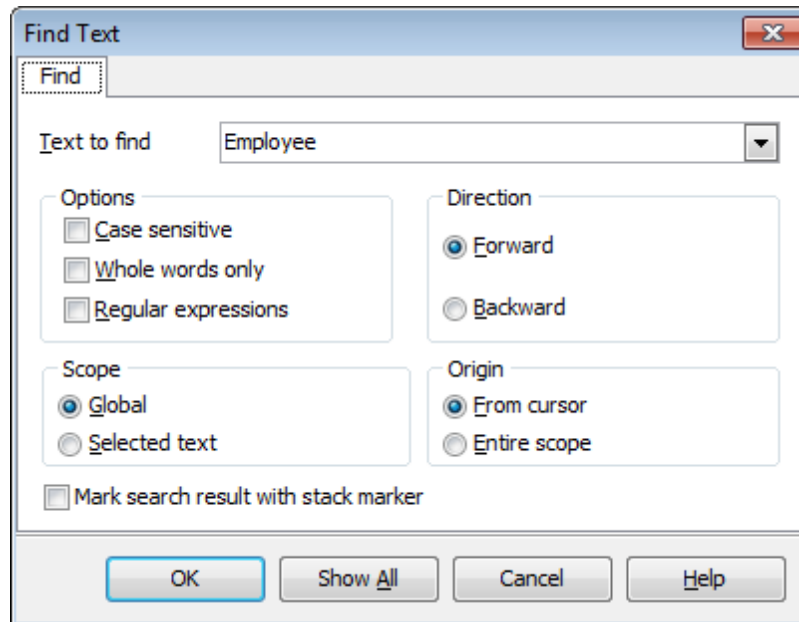 Find Text
Find
Text to find Employee
Options
Case sensitive
Whole words only
Regular expressions
Direction
Forward
Backward
Scope
Global
Selected text
Origin
From cursor
Entire scope
Mark search result with stack marker
OK Show All Cancel Help